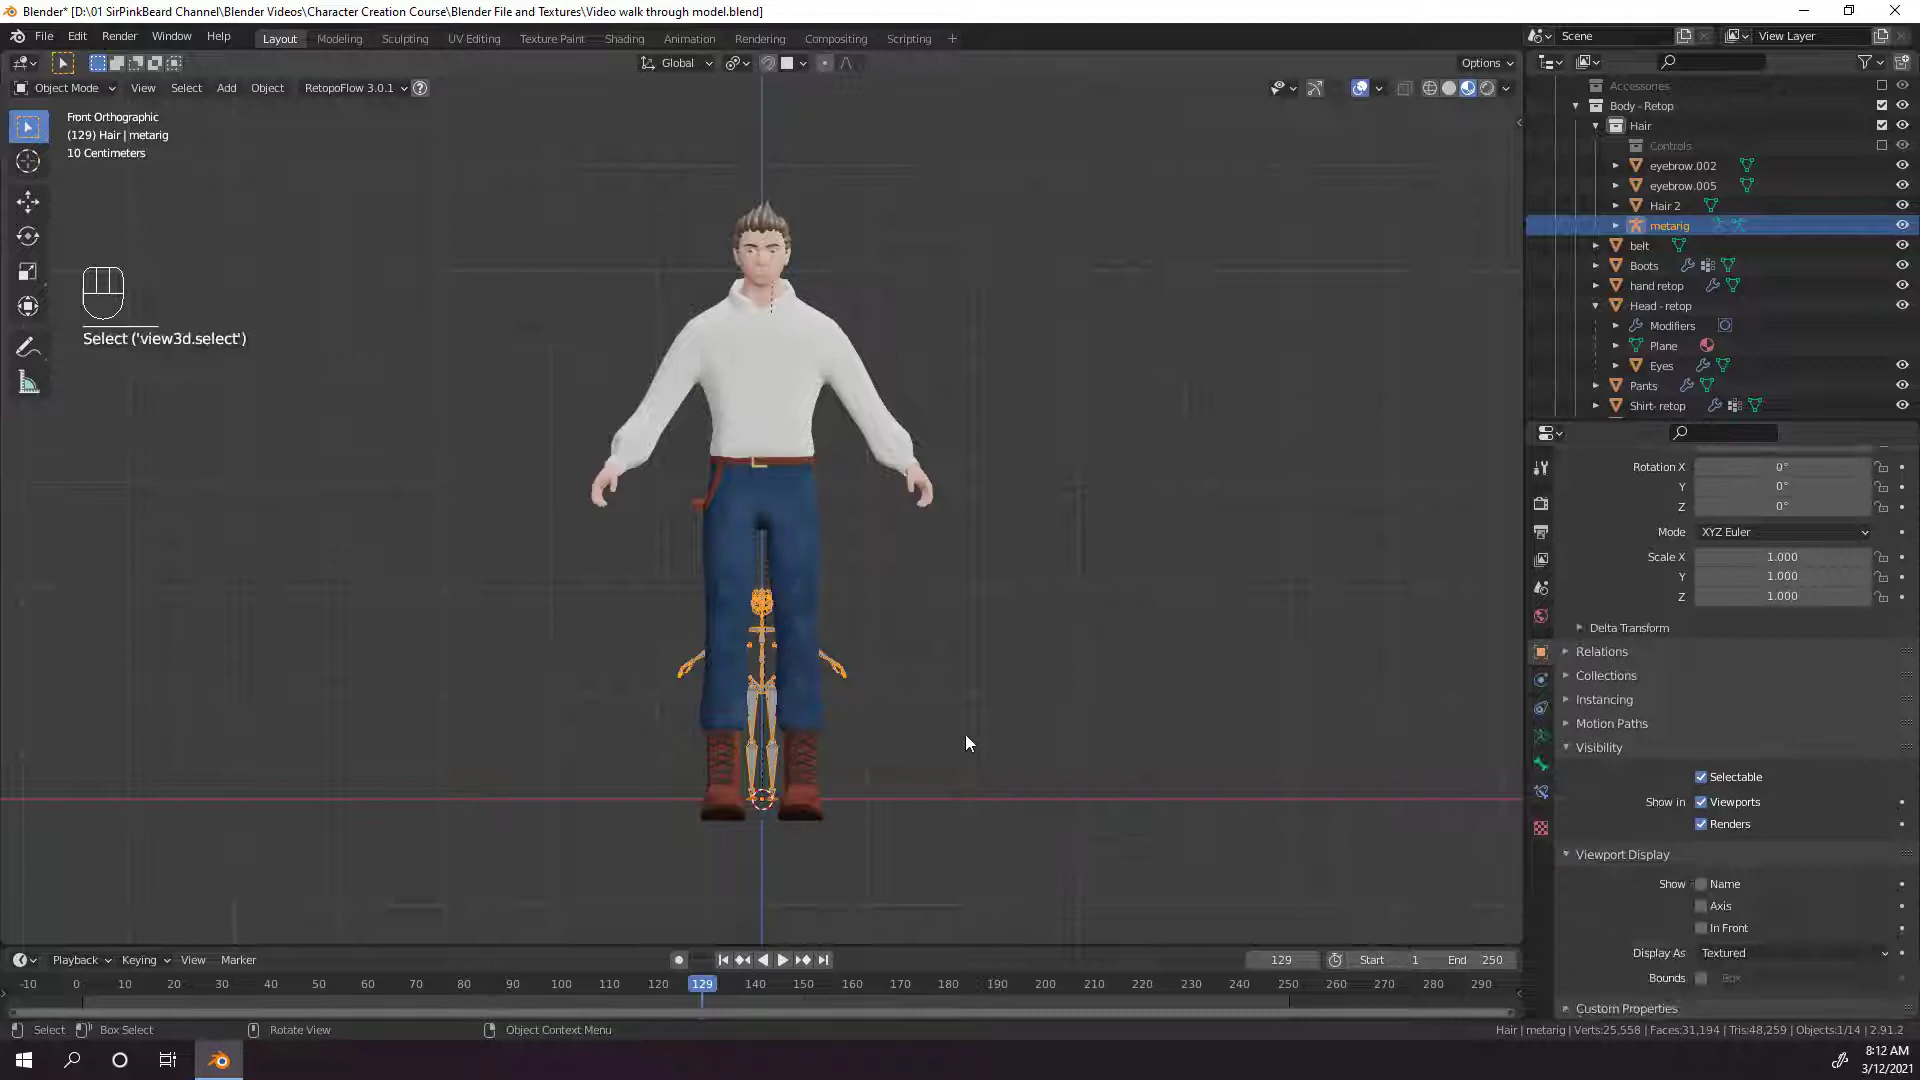 Blender* [D:\01 SirPinkBeard Channel\Blender Videos\Character Creation Course\Blender File and Textures\Video walk through model.blend]
File Edit Render Window Help Layout Modeling Sculpting UV Editing Texture Paint Shading Animation Rendering Compositing Scripting + Scene View Layer
Global Options
Object Mode View Select Add Object RetopoFlow 3.0.1 ?
Front Orthographic
(129) Hair | metarig
10 Centimeters
Select ('view3d.select')
Accessories
Body - Retop
Hair
Controls
eyebrow.002
eyebrow.005
Hair 2
metarig
belt
Boots
hand retop
Head - retop
Modifiers
Plane
Eyes
Pants
Shirt- retop
Rotation X 0°
Y 0°
Z 0°
Mode XYZ Euler
Scale X 1.000
Y 1.000
Z 1.000
Delta Transform
Relations
Collections
Instancing
Motion Paths
Visibility
Selectable
Show in Viewports
Renders
Viewport Display
Show Name
Axis
In Front
Display As Textured
Bounds Box
Custom Properties
Playback Keying View Marker 129 Start 1 End 250
-10 0 10 20 30 40 50 60 70 80 90 100 110 120 129 140 150 160 170 180 190 200 210 220 230 240 250 260 270 280 290
Select Box Select Rotate View Object Context Menu Hair | metarig | Verts:25,558 | Faces:31,194 | Tris:48,259 | Objects:1/14 | 2.91.2
8:12 AM
3/12/2021